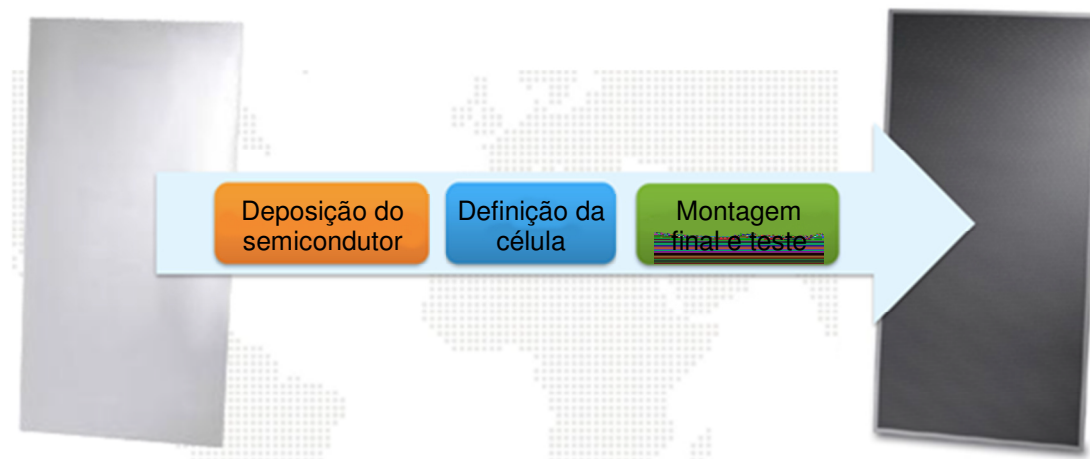 Deposição do
semicondutor
Definição da
célula
Montagem
final e teste